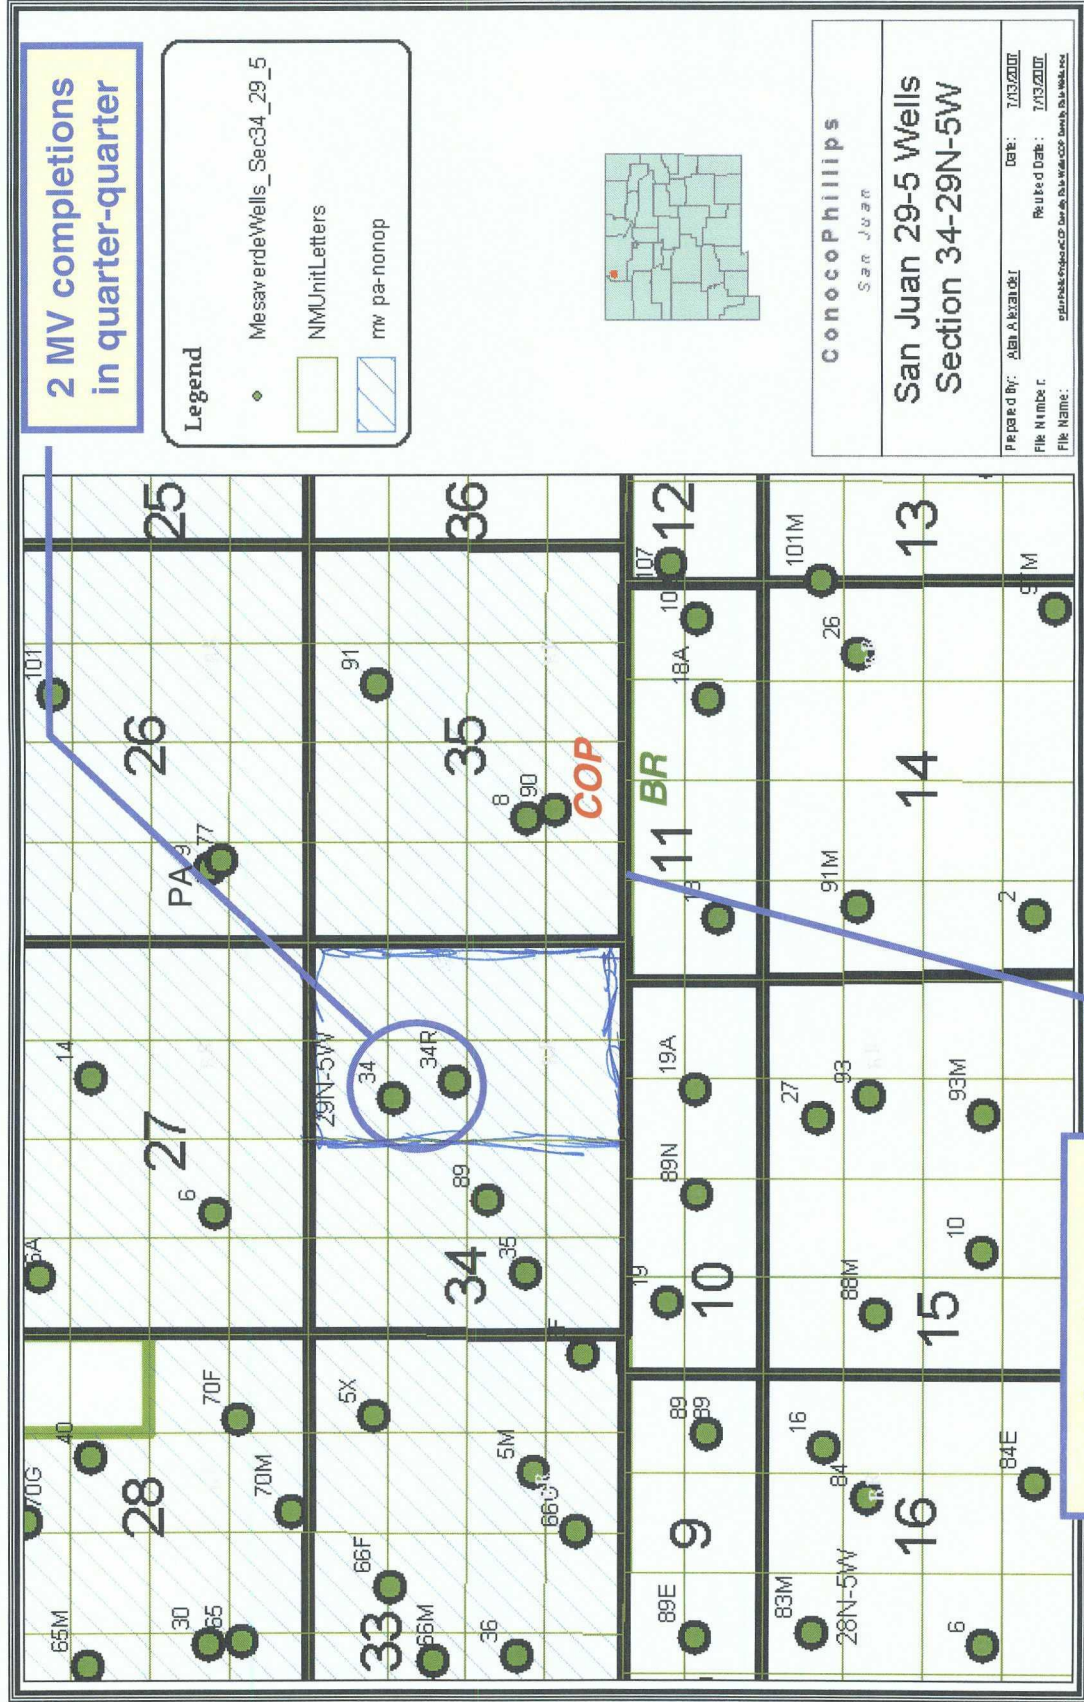 2 MV completions
in quarter-quarter
Legend
MesaverdeWells_Sec34_29_5
NMUnitLetters
mv pa-nonop
ConocoPhillips
San Juan
San Juan 29-5 Wells
Section 34-29N-5W
Prepared By: Alan Alexander
Date: 7/13/2007
File Number:
Revised Date: 7/13/2007
File Name:
70G
40
65M
28
30
65
70F
70M
6A
14
27
6
101
26
PA
9
77
25
5X
66F
33
66M
36
5M
29N-5W
34
34R
89
34
35
91
35
8
90
COP
36
BR
89
89
9
89E
19
10
89N
19A
11
18A
107
12
16
84
83M
28N-5W
16
6
84E
27
93
88M
15
10
93M
91M
14
2
26
101M
13